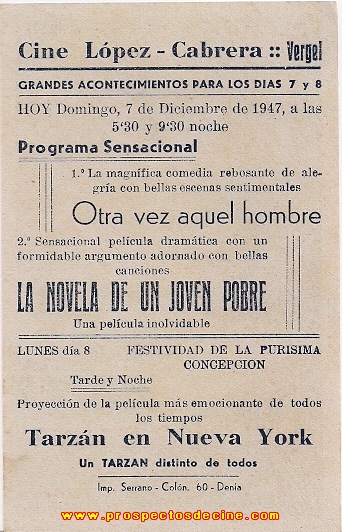 Cine López - Cabrera :: Vergel
GRANDES ACONTECIMIENTOS PARA LOS DIAS 7 y 8
HOY Domingo, 7 de Diciembre de 1947, a las
5'30 y 9'30 noche
Programa Sensacional
1.ª La magnífica comedia rebosante de ale-
gría con bellas escenas sentimentales
Otra vez aquel hombre
2.ª Sensacional película dramática con un
formidable argumento adornado con bellas
canciones
LA NOVELA DE UN JOVEN POBRE
Una película inolvidable
LUNES día 8 FESTIVIDAD DE LA PURISIMA
CONCEPCION
Tarde y Noche
Proyección de la película más emocionante de todos
los tiempos
Tarzán en Nueva York
Un TARZAN distinto de todos
Imp. Serrano - Colón, 60 - Denia
www.prospectosdecine.com